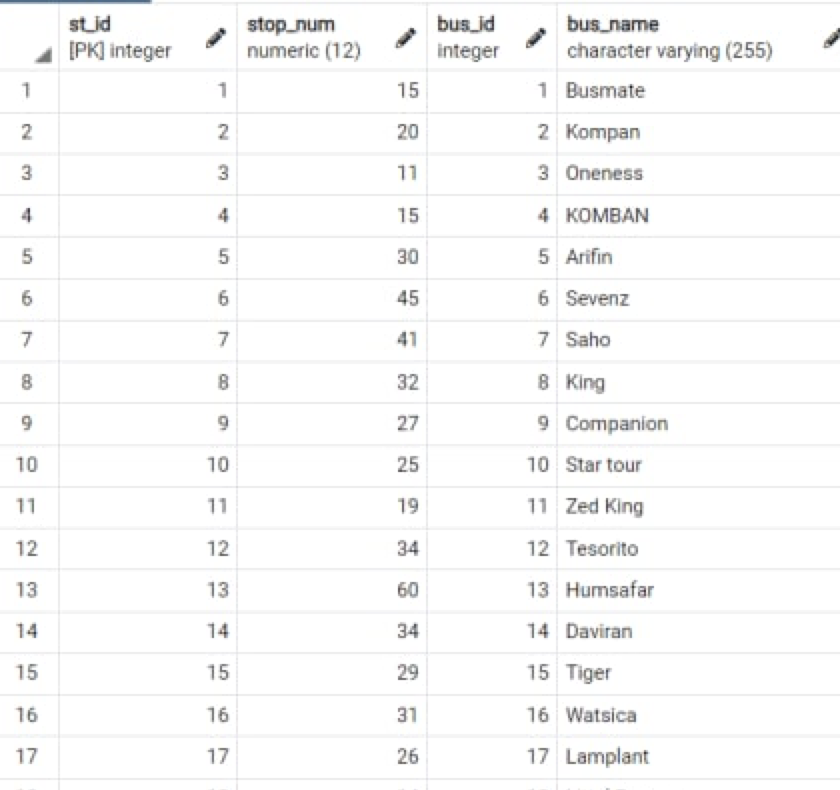 st_id stop_num bus_id bus_name
[PK] integer numeric (12) integer character varying (255)
1 1 15 1 Busmate
2 2 20 2 Kompan
3 3 11 3 Oneness
4 4 15 4 KOMBAN
5 5 30 5 Arifin
6 6 45 6 Sevenz
7 7 41 7 Saho
8 8 32 8 King
9 9 27 9 Companion
10 10 25 10 Star tour
11 11 19 11 Zed King
12 12 34 12 Tesorito
13 13 60 13 Humsafar
14 14 34 14 Daviran
15 15 29 15 Tiger
16 16 31 16 Watsica
17 17 26 17 Lamplant